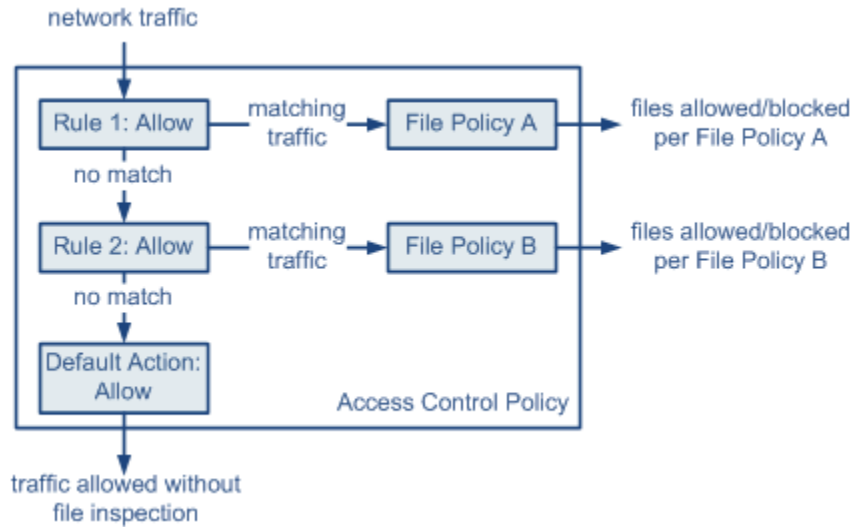 network traffic
Rule 1: Allow
matching
traffic
File Policy A
files allowed/blocked
per File Policy A
no match
Rule 2: Allow
matching
traffic
File Policy B
files allowed/blocked
per File Policy B
no match
Default Action:
Allow
Access Control Policy
traffic allowed without
file inspection